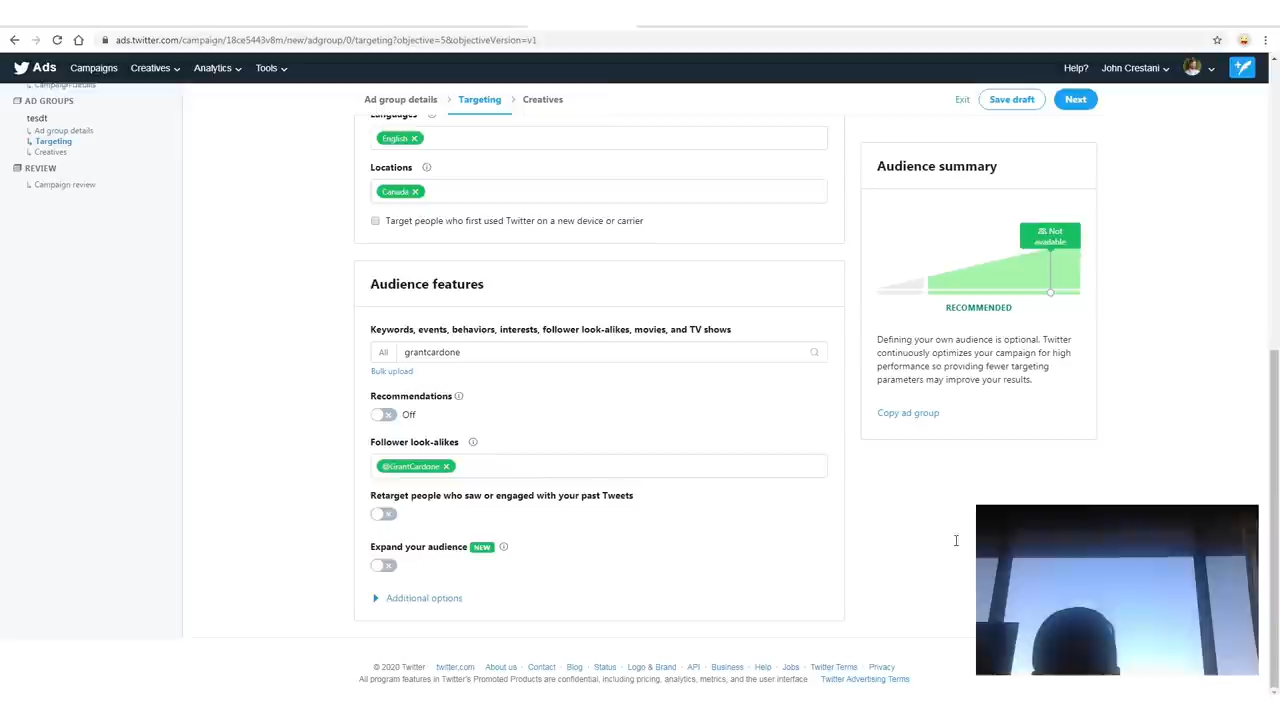 ads.twitter.com/campaign/18ce5443v8m/new/adgroup/0/targeting?objective=5&objectiveVersion=v1
Ads Campaigns Creatives Analytics Tools Help? John Crestani
Campaign details
AD GROUPS
tesdt
Ad group details
Targeting
Creatives
REVIEW
Campaign review
Ad group details > Targeting > Creatives Exit Save draft Next
Languages
English ×
Locations
Canada ×
Target people who first used Twitter on a new device or carrier
Audience features
Keywords, events, behaviors, interests, follower look-alikes, movies, and TV shows
All grantcardone
Bulk upload
Recommendations
Off
Follower look-alikes
@GrantCardone ×
Retarget people who saw or engaged with your past Tweets
Expand your audience NEW
Additional options
Audience summary
Not
available
RECOMMENDED
Defining your own audience is optional. Twitter
continuously optimizes your campaign for high
performance so providing fewer targeting
parameters may improve your results.
Copy ad group
© 2020 Twitter twitter.com About us · Contact · Blog · Status · Logo & Brand · API · Business · Help · Jobs · Twitter Terms · Privacy
All program features in Twitter's Promoted Products are confidential, including pricing, analytics, metrics, and the user interface Twitter Advertising Terms